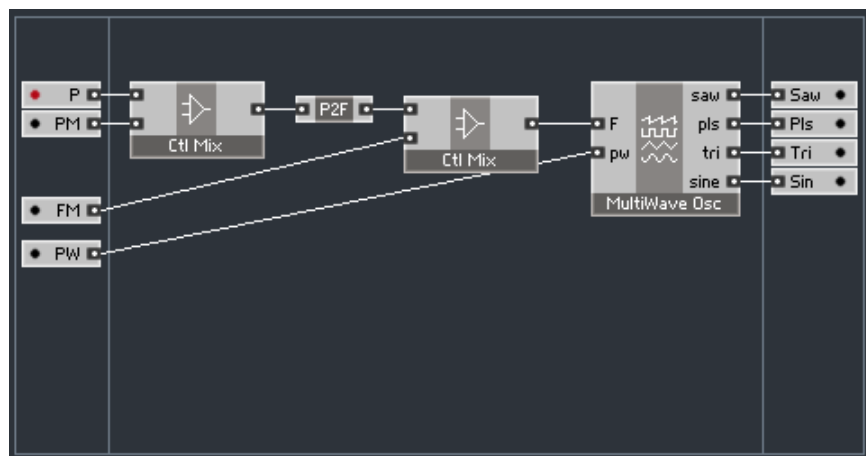 P
PM
FM
PW
Ctl Mix
P2F
Ctl Mix
F
pw
saw
pls
tri
sine
MultiWave Osc
Saw
Pls
Tri
Sin